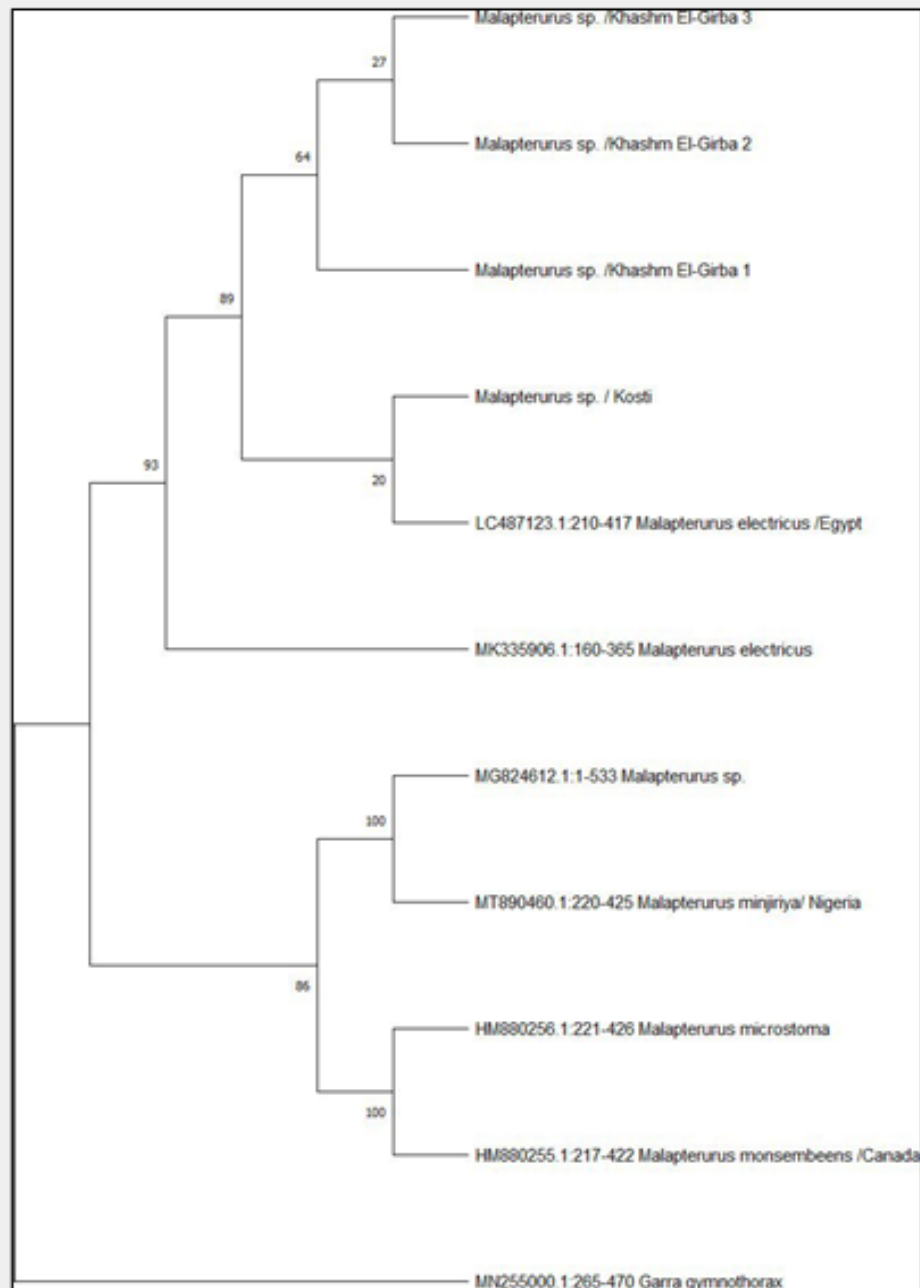 Malapterurus sp. /Khashm El-Girba 3
27
Malapterurus sp. /Khashm El-Girba 2
64
Malapterurus sp. /Khashm El-Girba 1
89
Malapterurus sp. / Kosti
93
20
LC487123.1:210-417 Malapterurus electricus /Egypt
MK335906.1:160-365 Malapterurus electricus
MG824612.1:1-533 Malapterurus sp.
100
MT890460.1:220-425 Malapterurus minjiriya/ Nigeria
86
HM880256.1:221-426 Malapterurus microstoma
100
HM880255.1:217-422 Malapterurus monsembeens /Canada
MN255000.1:265-470 Garra gymnothorax